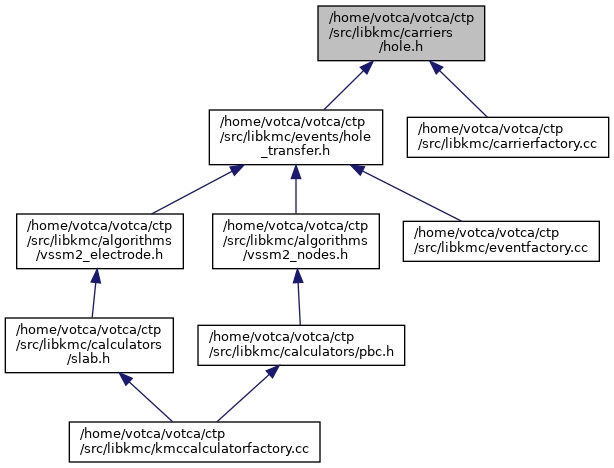 /home/votca/votca/ctp
/src/libkmc/carriers
/hole.h
/home/votca/votca/ctp
/src/libkmc/events/hole
_transfer.h
/home/votca/votca/ctp
/src/libkmc/carrierfactory.cc
/home/votca/votca/ctp
/src/libkmc/algorithms
/vssm2_electrode.h
/home/votca/votca/ctp
/src/libkmc/algorithms
/vssm2_nodes.h
/home/votca/votca/ctp
/src/libkmc/eventfactory.cc
/home/votca/votca/ctp
/src/libkmc/calculators
/slab.h
/home/votca/votca/ctp
/src/libkmc/calculators/pbc.h
/home/votca/votca/ctp
/src/libkmc/kmccalculatorfactory.cc